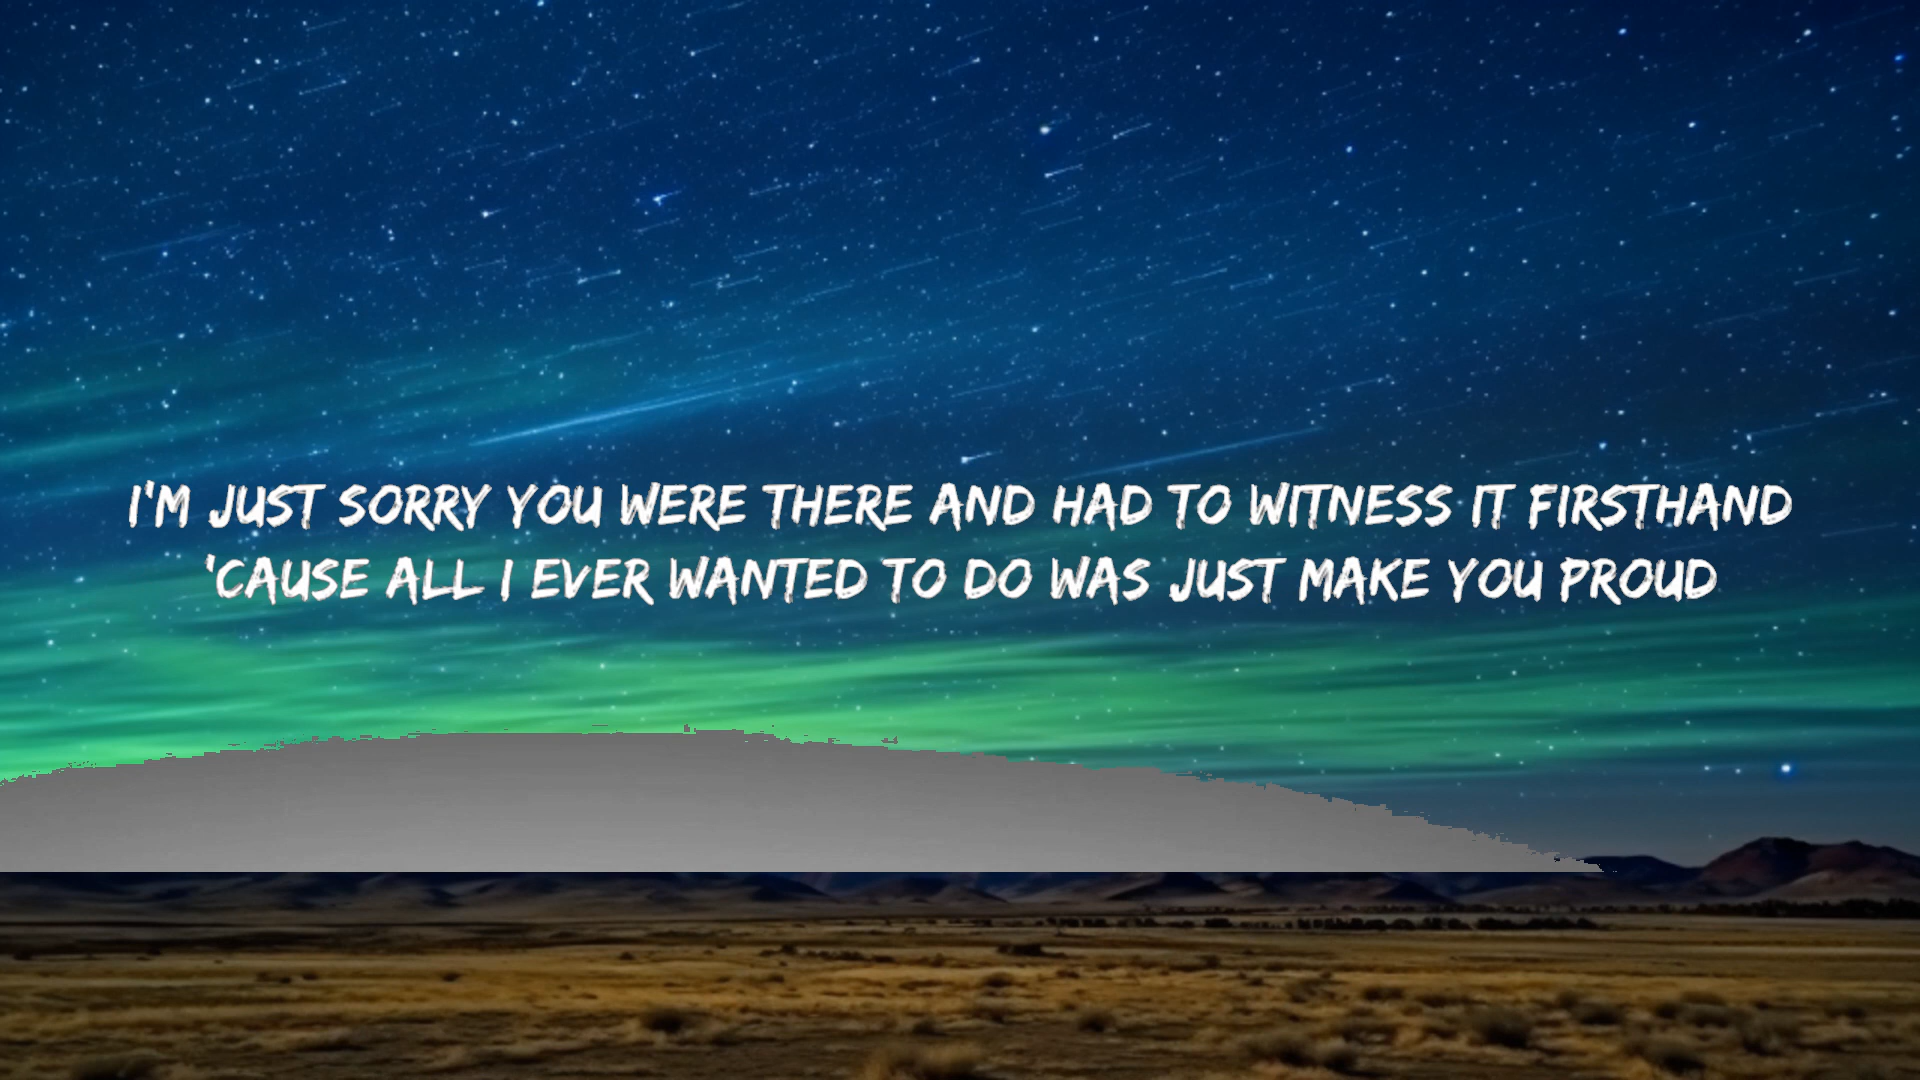 I'M JUST SORRY YOU WERE THERE AND HAD TO WITNESS IT FIRSTHAND
'CAUSE ALL I EVER WANTED TO DO WAS JUST MAKE YOU PROUD